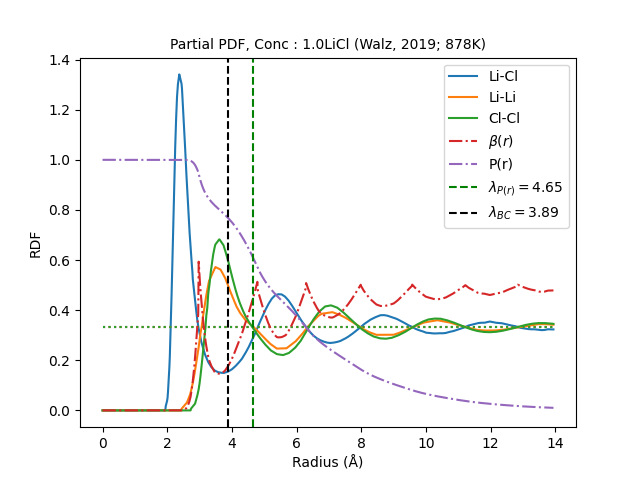 Partial PDF, Conc : 1.0LiCl (Walz, 2019; 878K)
Li-Cl
Li-Li
Cl-Cl
β(r)
P(r)
λ_{P(r)} = 4.65
λ_{BC} = 3.89
RDF
1.4
1.2
1.0
0.8
0.6
0.4
0.2
0.0
0 2 4 6 8 10 12 14
Radius (Å)